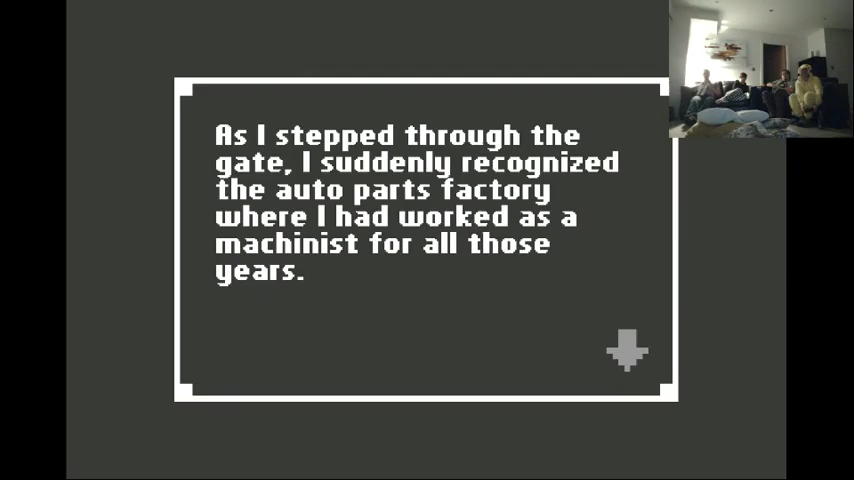 As I stepped through the
gate, I suddenly recognized
the auto parts factory
where I had worked as a
machinist for all those
years.